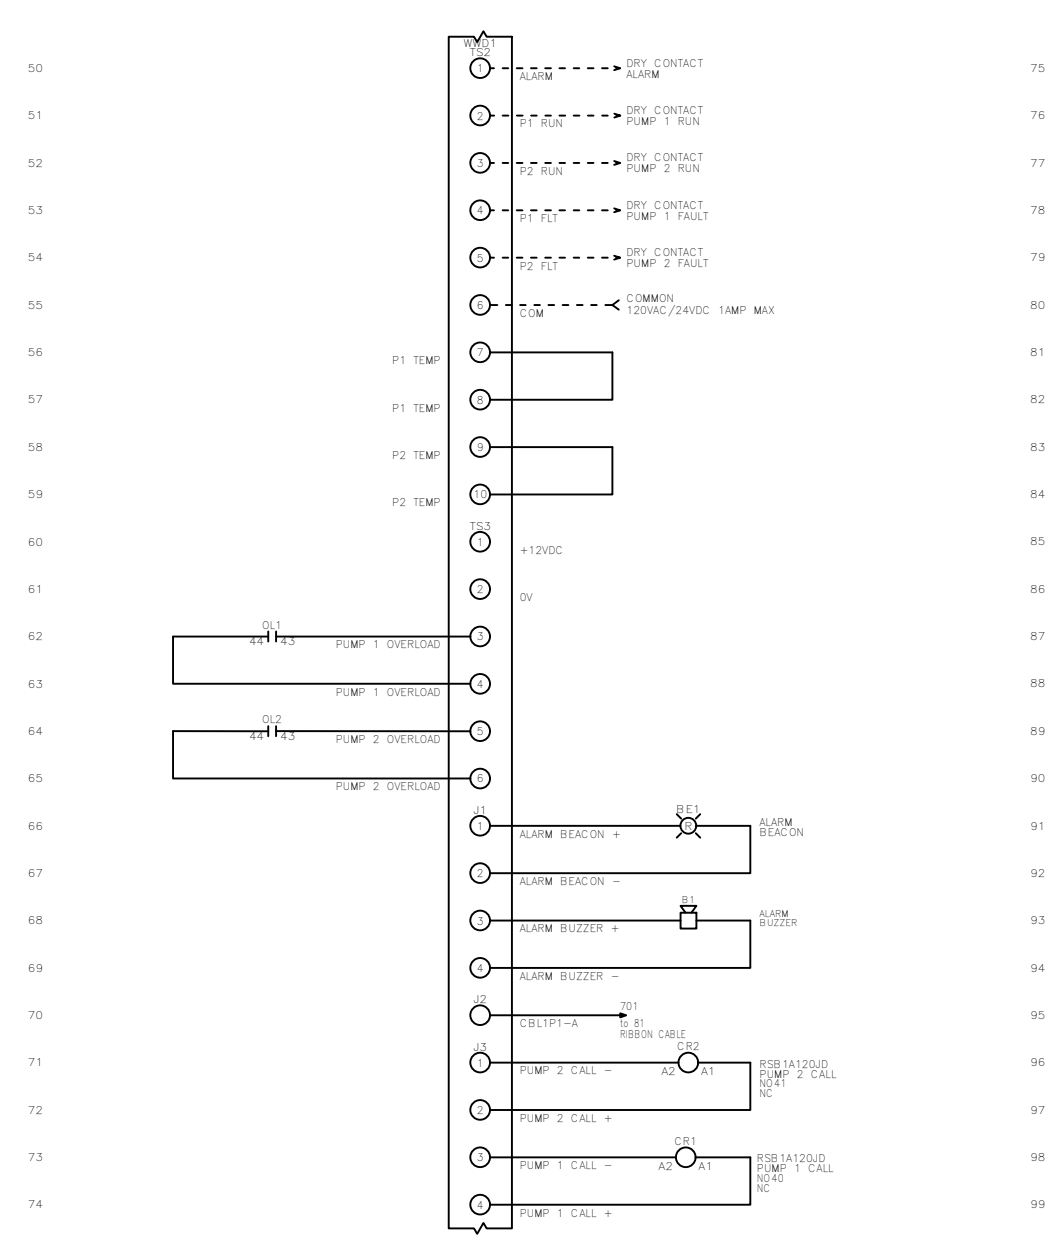 WWD1
TS2
50
1
ALARM
DRY CONTACT
ALARM
75
51
2
P1 RUN
DRY CONTACT
PUMP 1 RUN
76
52
3
P2 RUN
DRY CONTACT
PUMP 2 RUN
77
53
4
P1 FLT
DRY CONTACT
PUMP 1 FAULT
78
54
5
P2 FLT
DRY CONTACT
PUMP 2 FAULT
79
55
6
COM
COMMON
120VAC/24VDC 1AMP MAX
80
56
P1 TEMP
7
81
57
P1 TEMP
8
82
58
P2 TEMP
9
83
59
P2 TEMP
10
84
TS3
60
1
+12VDC
85
61
2
0V
86
62
OL1
44 43
PUMP 1 OVERLOAD
3
87
63
PUMP 1 OVERLOAD
4
88
64
OL2
44 43
PUMP 2 OVERLOAD
5
89
65
PUMP 2 OVERLOAD
6
90
J1
66
1
ALARM BEACON +
BE1
R
ALARM
BEACON
91
67
2
ALARM BEACON -
92
68
3
ALARM BUZZER +
B1
ALARM
BUZZER
93
69
4
ALARM BUZZER -
94
J2
70
CBL1P1-A
701
to 81
RIBBON CABLE
95
J3
71
1
PUMP 2 CALL -
CR2
A2 A1
RSB1A120JD
PUMP 2 CALL
NO41
NC
96
72
2
PUMP 2 CALL +
97
73
3
PUMP 1 CALL -
CR1
A2 A1
RSB1A120JD
PUMP 1 CALL
NO40
NC
98
74
4
PUMP 1 CALL +
99